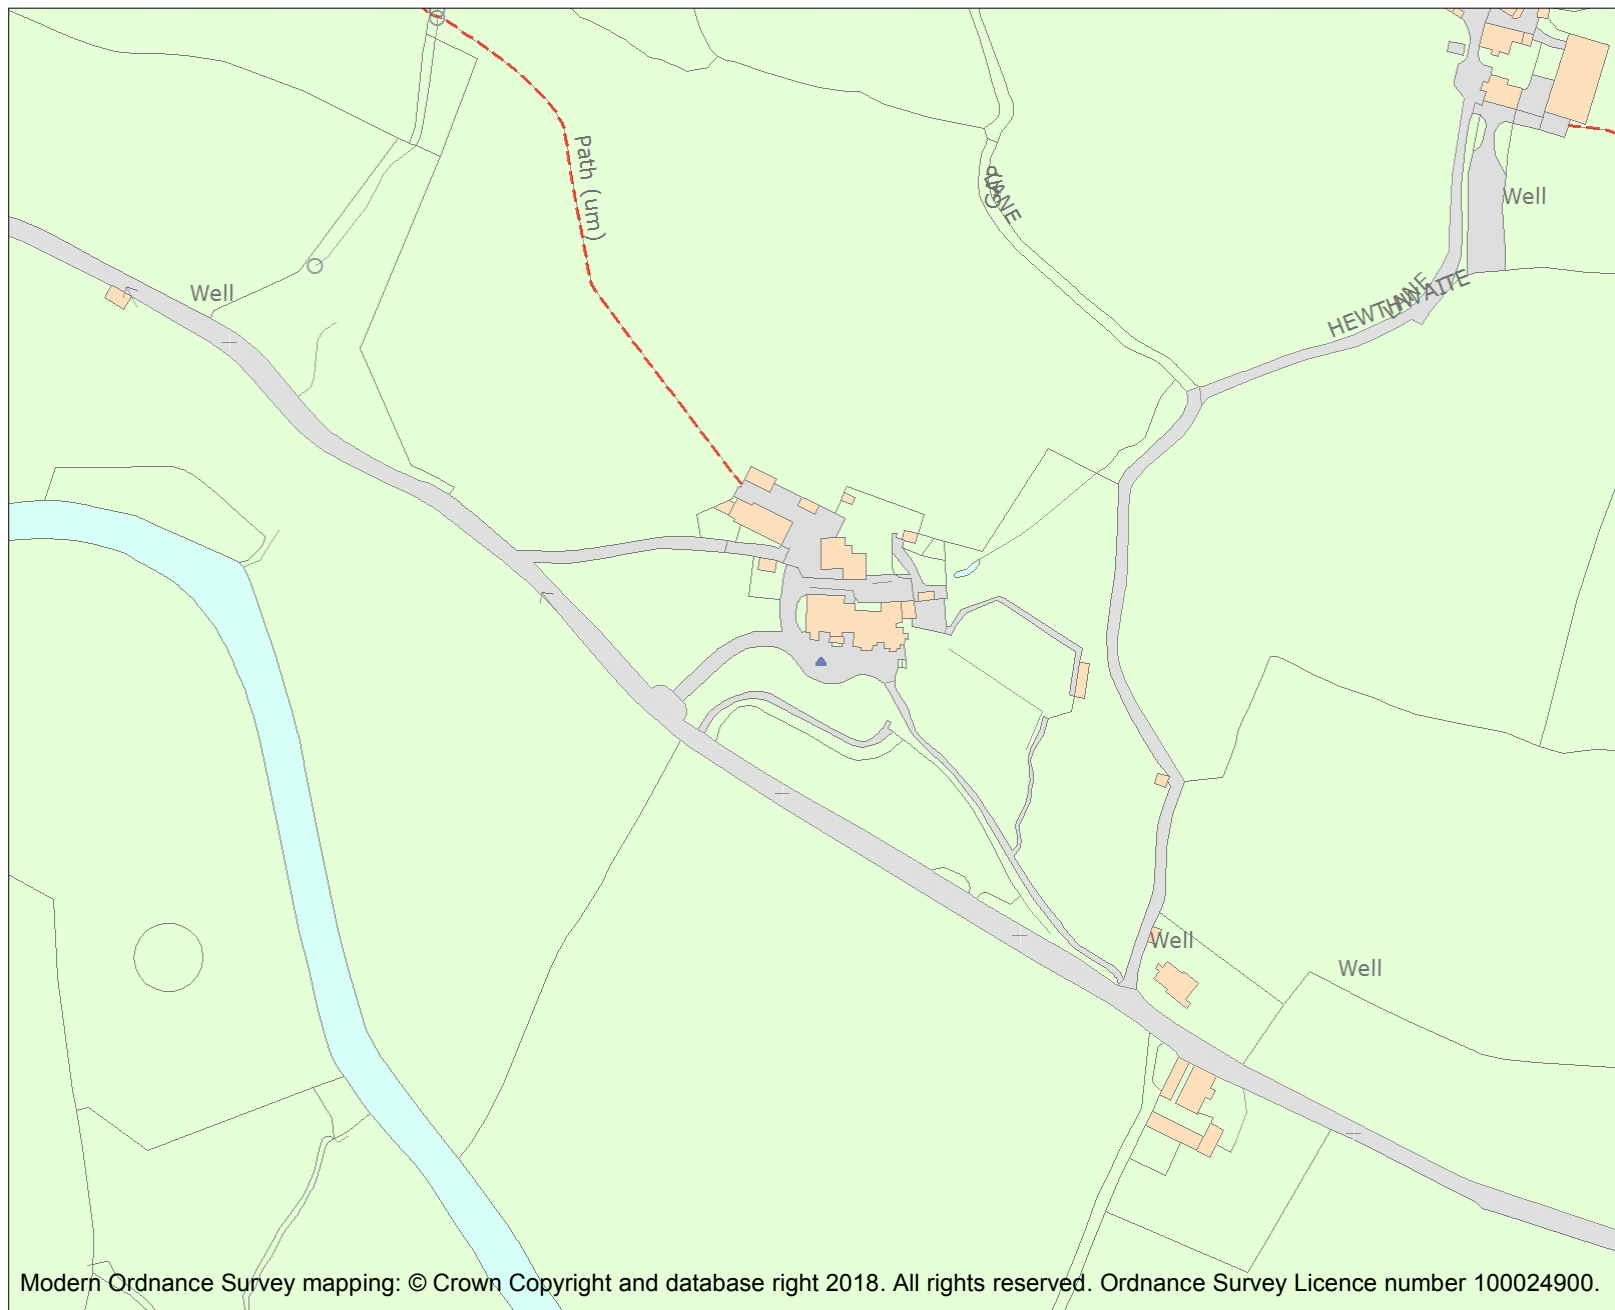 Path (um)
LANE
Well
Well
HEWTHWAITE
LANE
Well
Well
Modern Ordnance Survey mapping: © Crown Copyright and database right 2018. All rights reserved. Ordnance Survey Licence number 100024900.